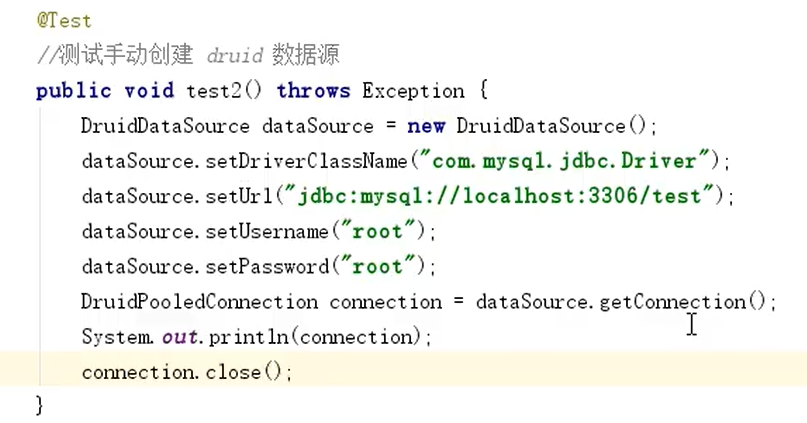 @Test
//测试手动创建 druid 数据源
public void test2() throws Exception {
DruidDataSource dataSource = new DruidDataSource();
dataSource.setDriverClassName("com.mysql.jdbc.Driver");
dataSource.setUrl("jdbc:mysql://localhost:3306/test");
dataSource.setUsername("root");
dataSource.setPassword("root");
DruidPooledConnection connection = dataSource.getConnection();
System.out.println(connection);
connection.close();
}